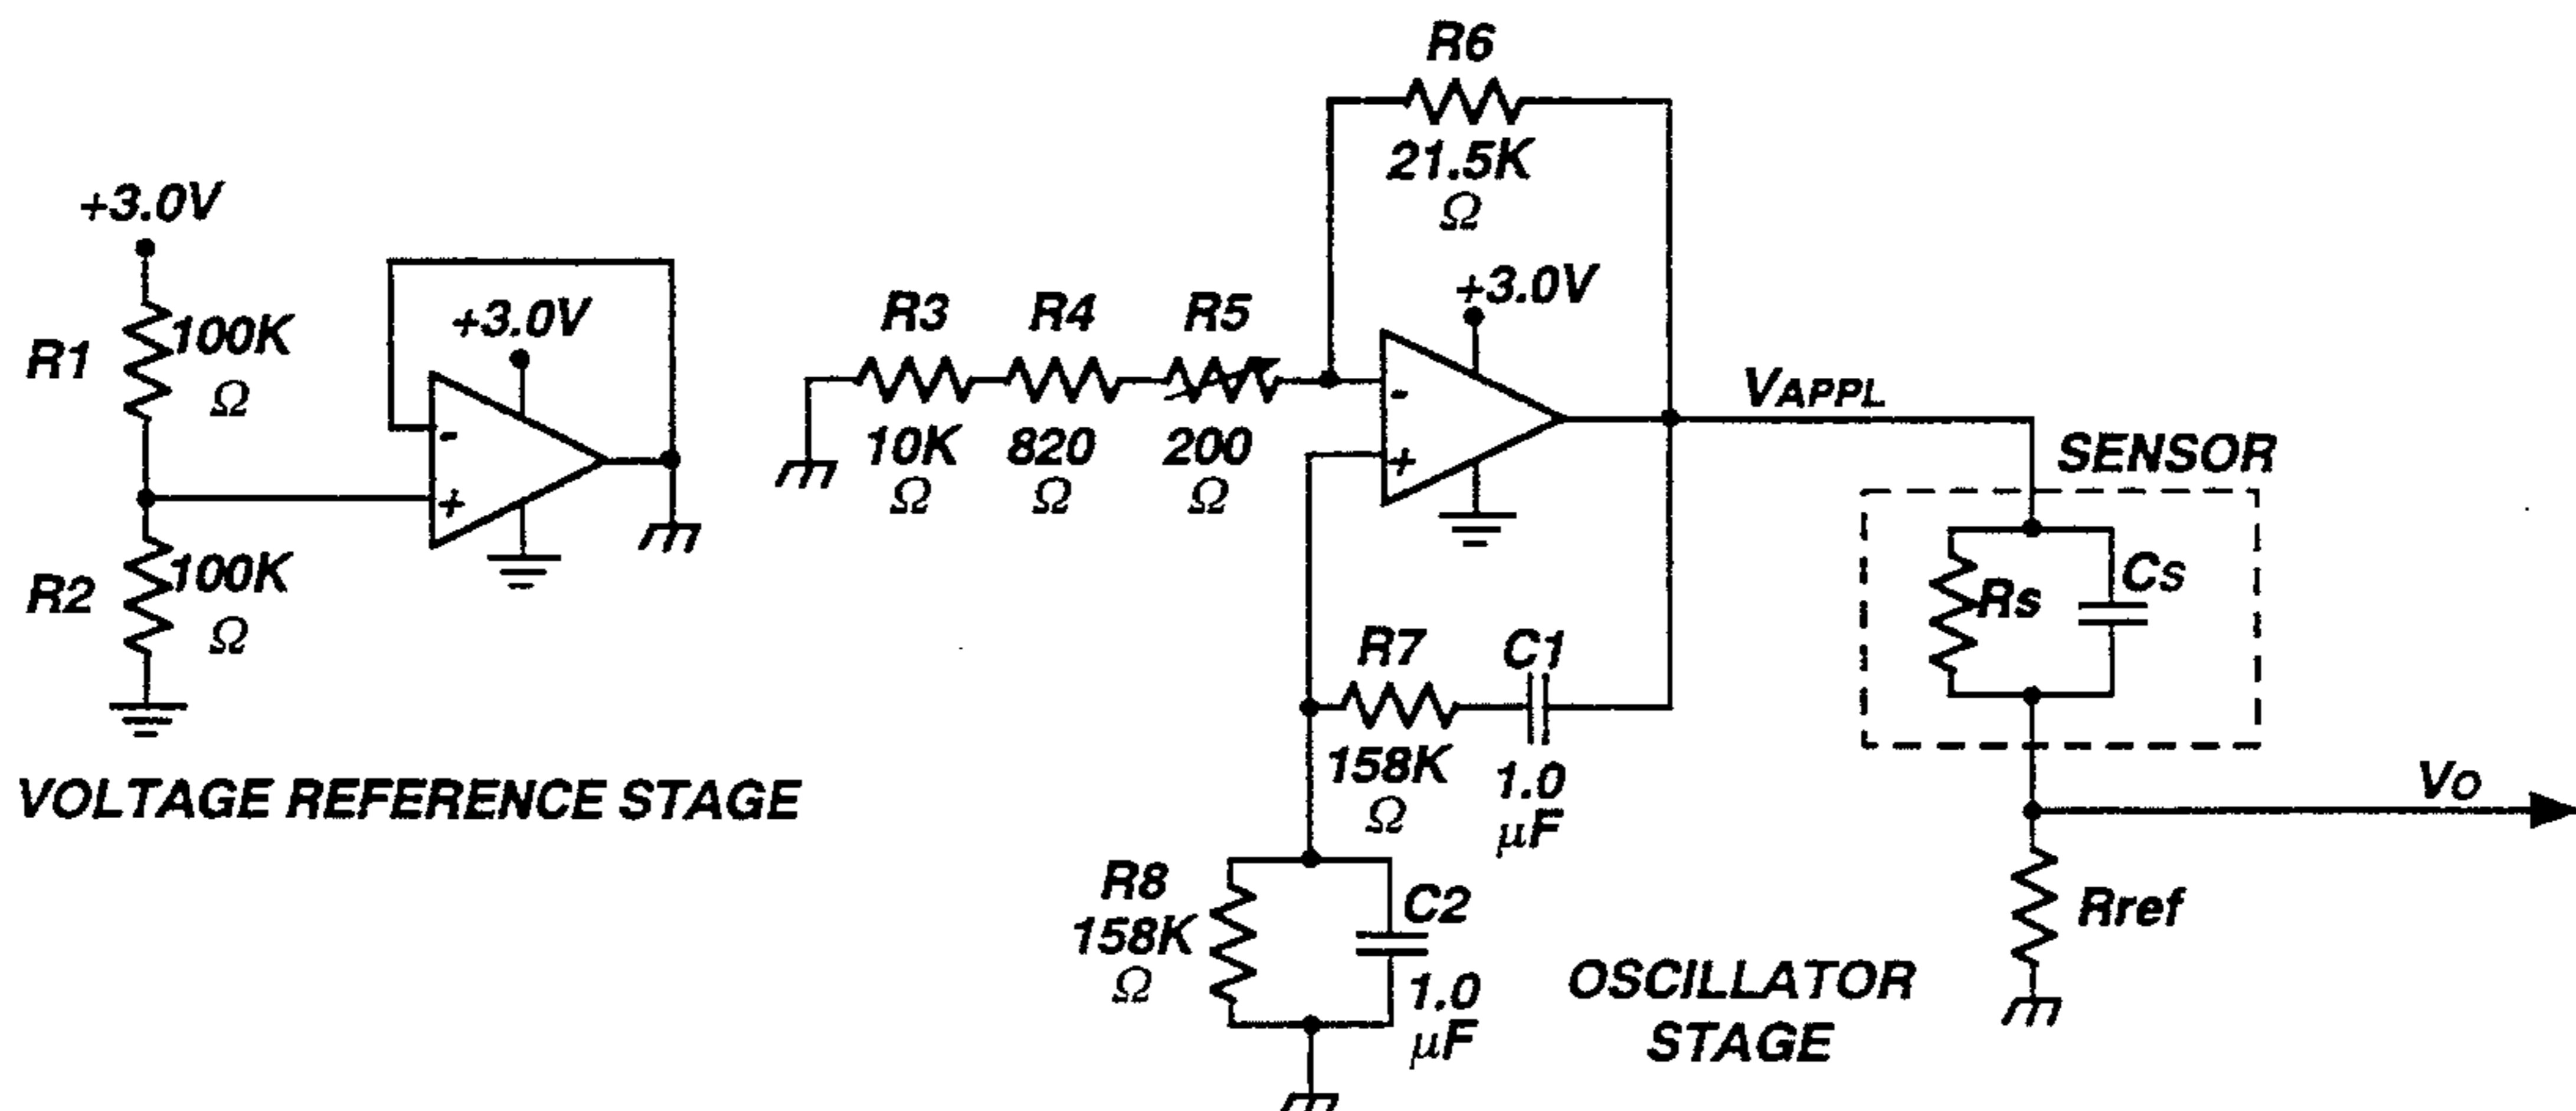 +3.0V
R1
100K
Ω
R2
100K
Ω
+3.0V
-
+
VOLTAGE REFERENCE STAGE
R3
10K
Ω
R4
820
Ω
R5
200
Ω
R6
21.5K
Ω
+3.0V
-
+
R7
158K
Ω
C1
1.0
μF
R8
158K
Ω
C2
1.0
μF
OSCILLATOR
STAGE
VAPPL
SENSOR
Rs
Cs
Vo
Rref